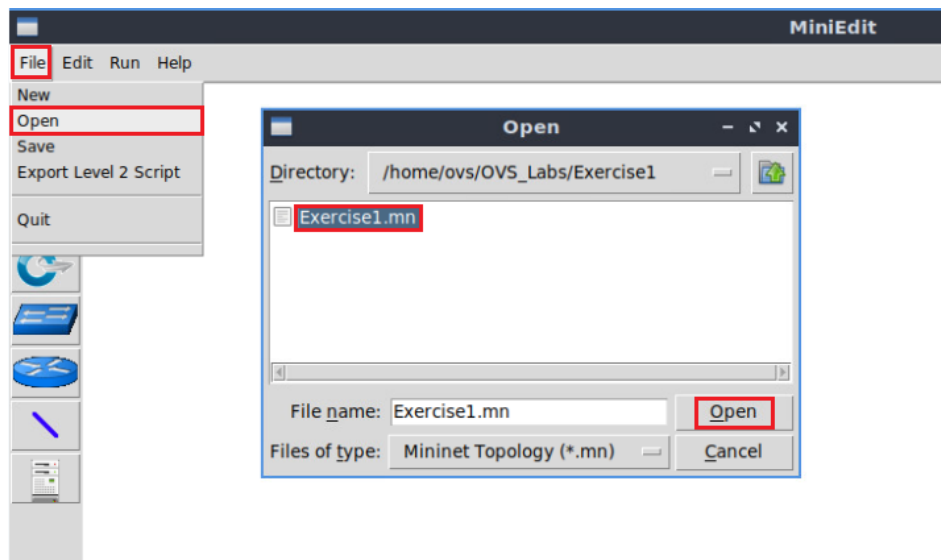 MiniEdit
File Edit Run Help
New
Open
Save
Export Level 2 Script
Quit
Open
Directory: /home/ovs/OVS_Labs/Exercise1
Exercise1.mn
File name: Exercise1.mn
Open
Files of type: Mininet Topology (*.mn)
Cancel